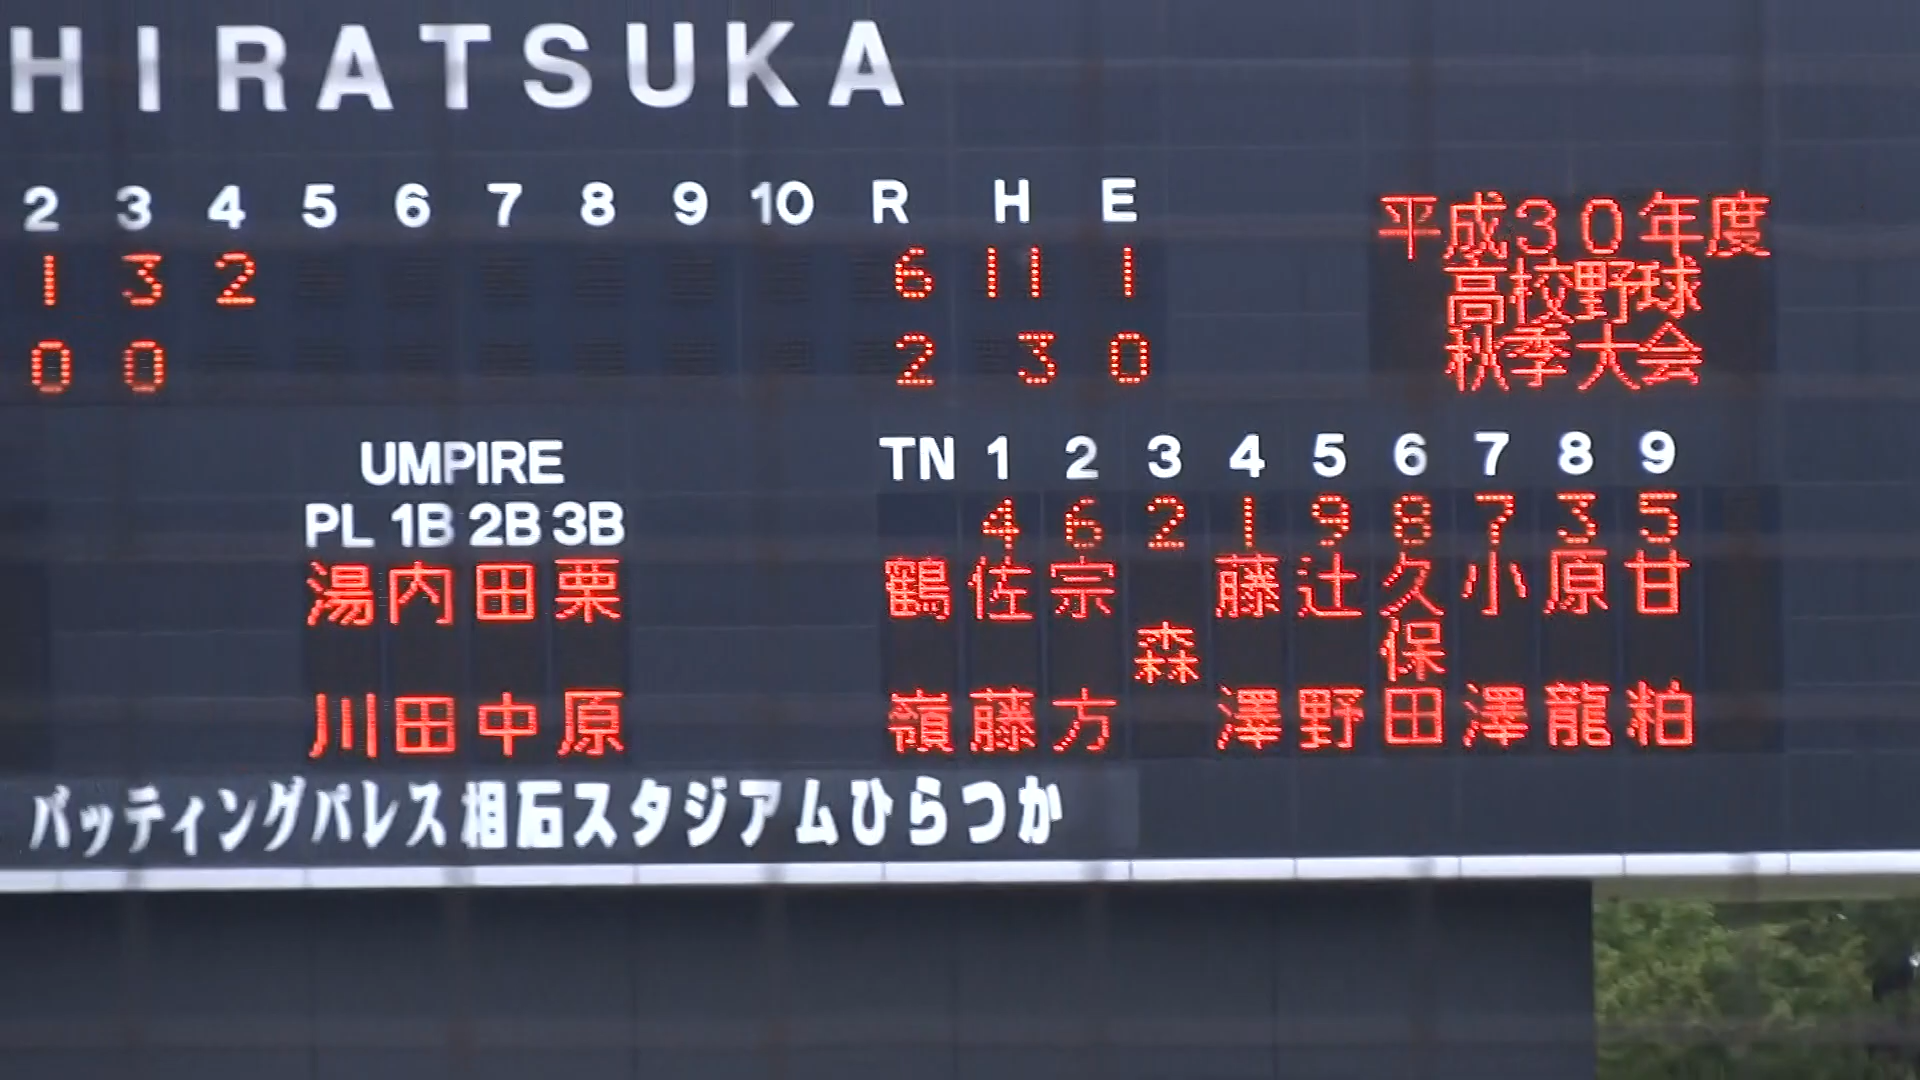 HIRATSUKA
2 3 4 5 6 7 8 9 10 R H E
1 3 2 6 11 1
0 0 2 3 0
平成30年度
高校野球
秋季大会
UMPIRE
PL 1B 2B 3B
湯川 内田 田中 栗原
TN 1 2 3 4 5 6 7 8 9
4 6 2 1 9 8 7 3 5
鶴嶺 佐藤 宗方 森 藤澤 辻野 久保田 小澤 原龍 甘粕
バッティングパレス相石スタジアムひらつか